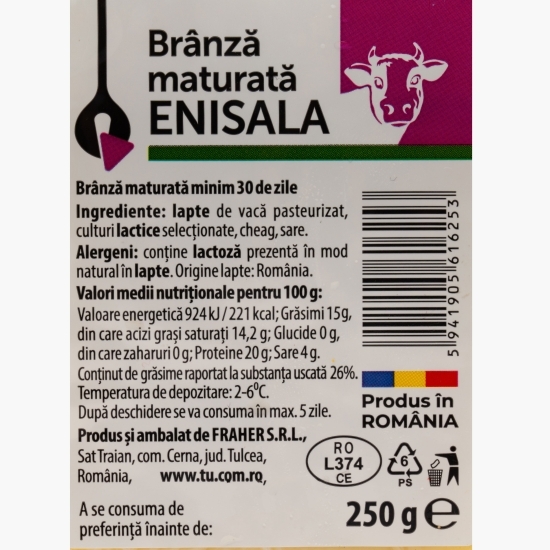 Brânză
maturată
ENISALA
Brânză maturată minim 30 de zile
Ingrediente: lapte de vacă pasteurizat,
culturi lactice selecționate, cheag, sare.
Alergeni: conține lactoză prezentă în mod
natural în lapte. Origine lapte: România.
Valori medii nutriționale pentru 100 g:
Valoare energetică 924 kJ / 221 kcal; Grăsimi 15g,
din care acizi grași saturați 14,2 g; Glucide 0 g,
din care zaharuri 0 g; Proteine 20 g; Sare 4 g.
Conținut de grăsime raportat la substanța uscată 26%.
Temperatura de depozitare: 2-6⁰C.
După deschidere se va consuma în max. 5 zile.
Produs și ambalat de FRAHER S.R.L.,
Sat Traian, com. Cerna, jud. Tulcea,
România, www.tu.com.ro,
A se consuma de
preferință înainte de:
5941905616253
Produs în
ROMÂNIA
RO
L374
CE
6
PS
250 g e